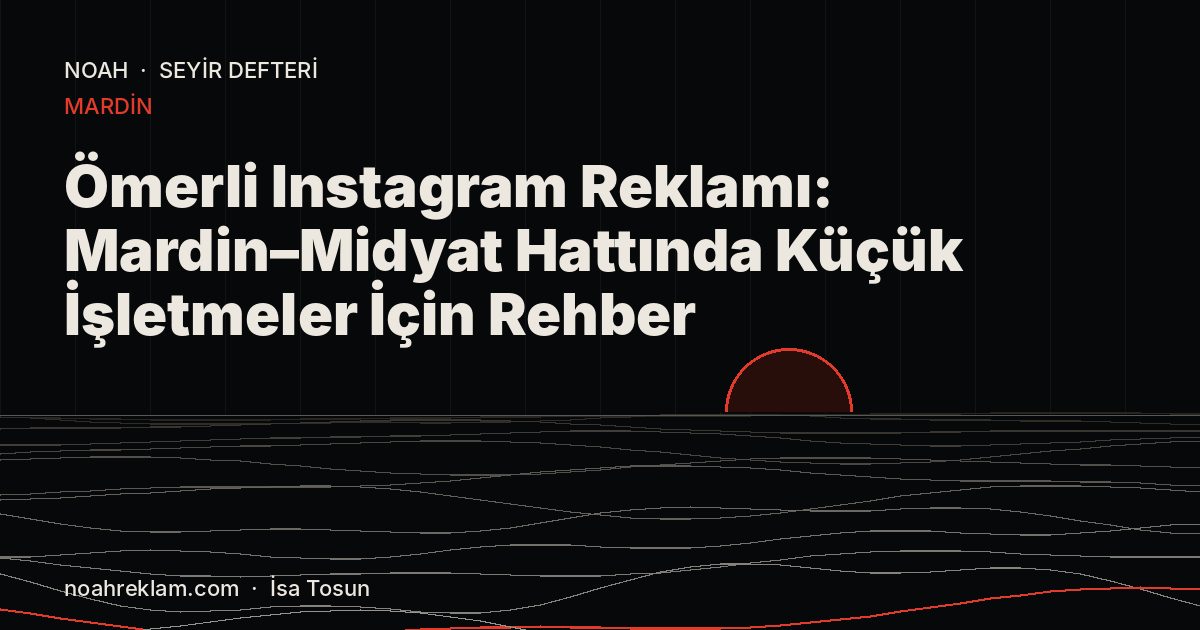 NOAH · SEYİR DEFTERİ
MARDİN
Ömerli Instagram Reklamı:
Mardin–Midyat Hattında Küçük
İşletmeler İçin Rehber
noahreklam.com · İsa Tosun